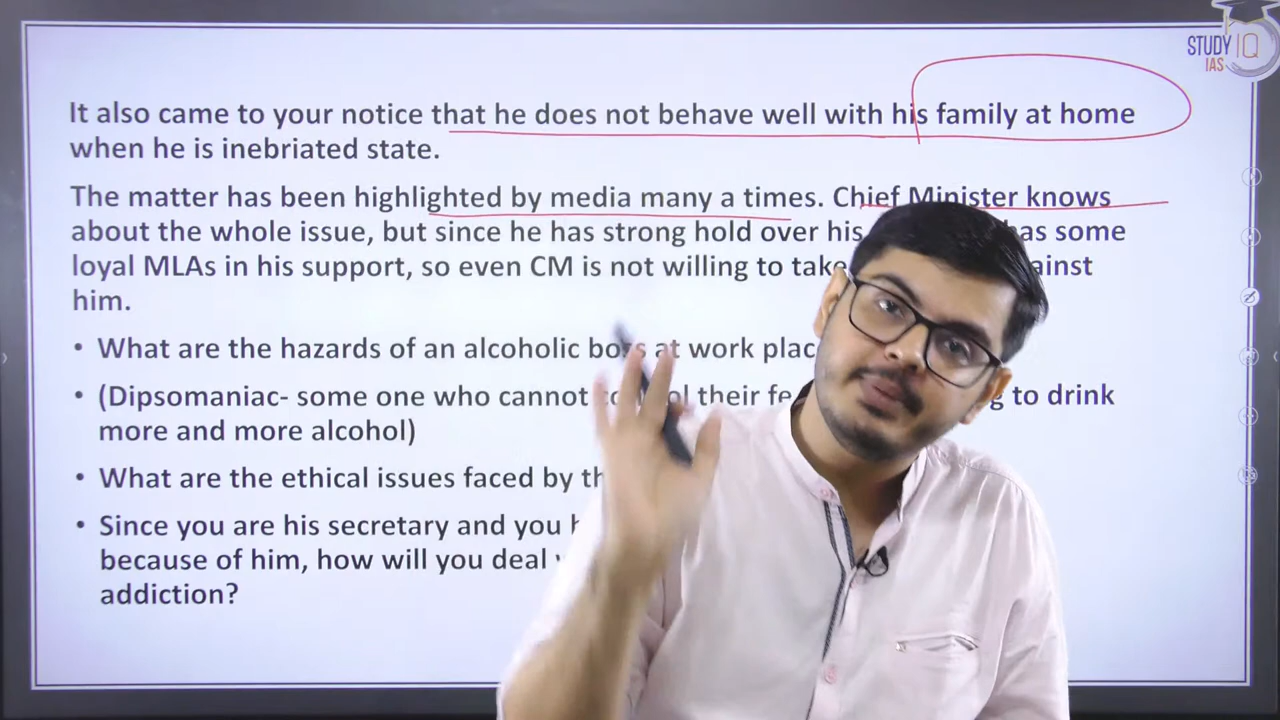 STUDY IQ
IAS
It also came to your notice that he does not behave well with his family at home
when he is inebriated state.
The matter has been highlighted by media many a times. Chief Minister knows
about the whole issue, but since he has strong hold over his as some
loyal MLAs in his support, so even CM is not willing to take
him.
• What are the hazards of an alcoholic boss at work
• (Dipsomaniac- some one who cannot their to drink
more and more alcohol)
• What are the ethical issues faced by
• Since you are his secretary and you
because of him, how will you deal
addiction?